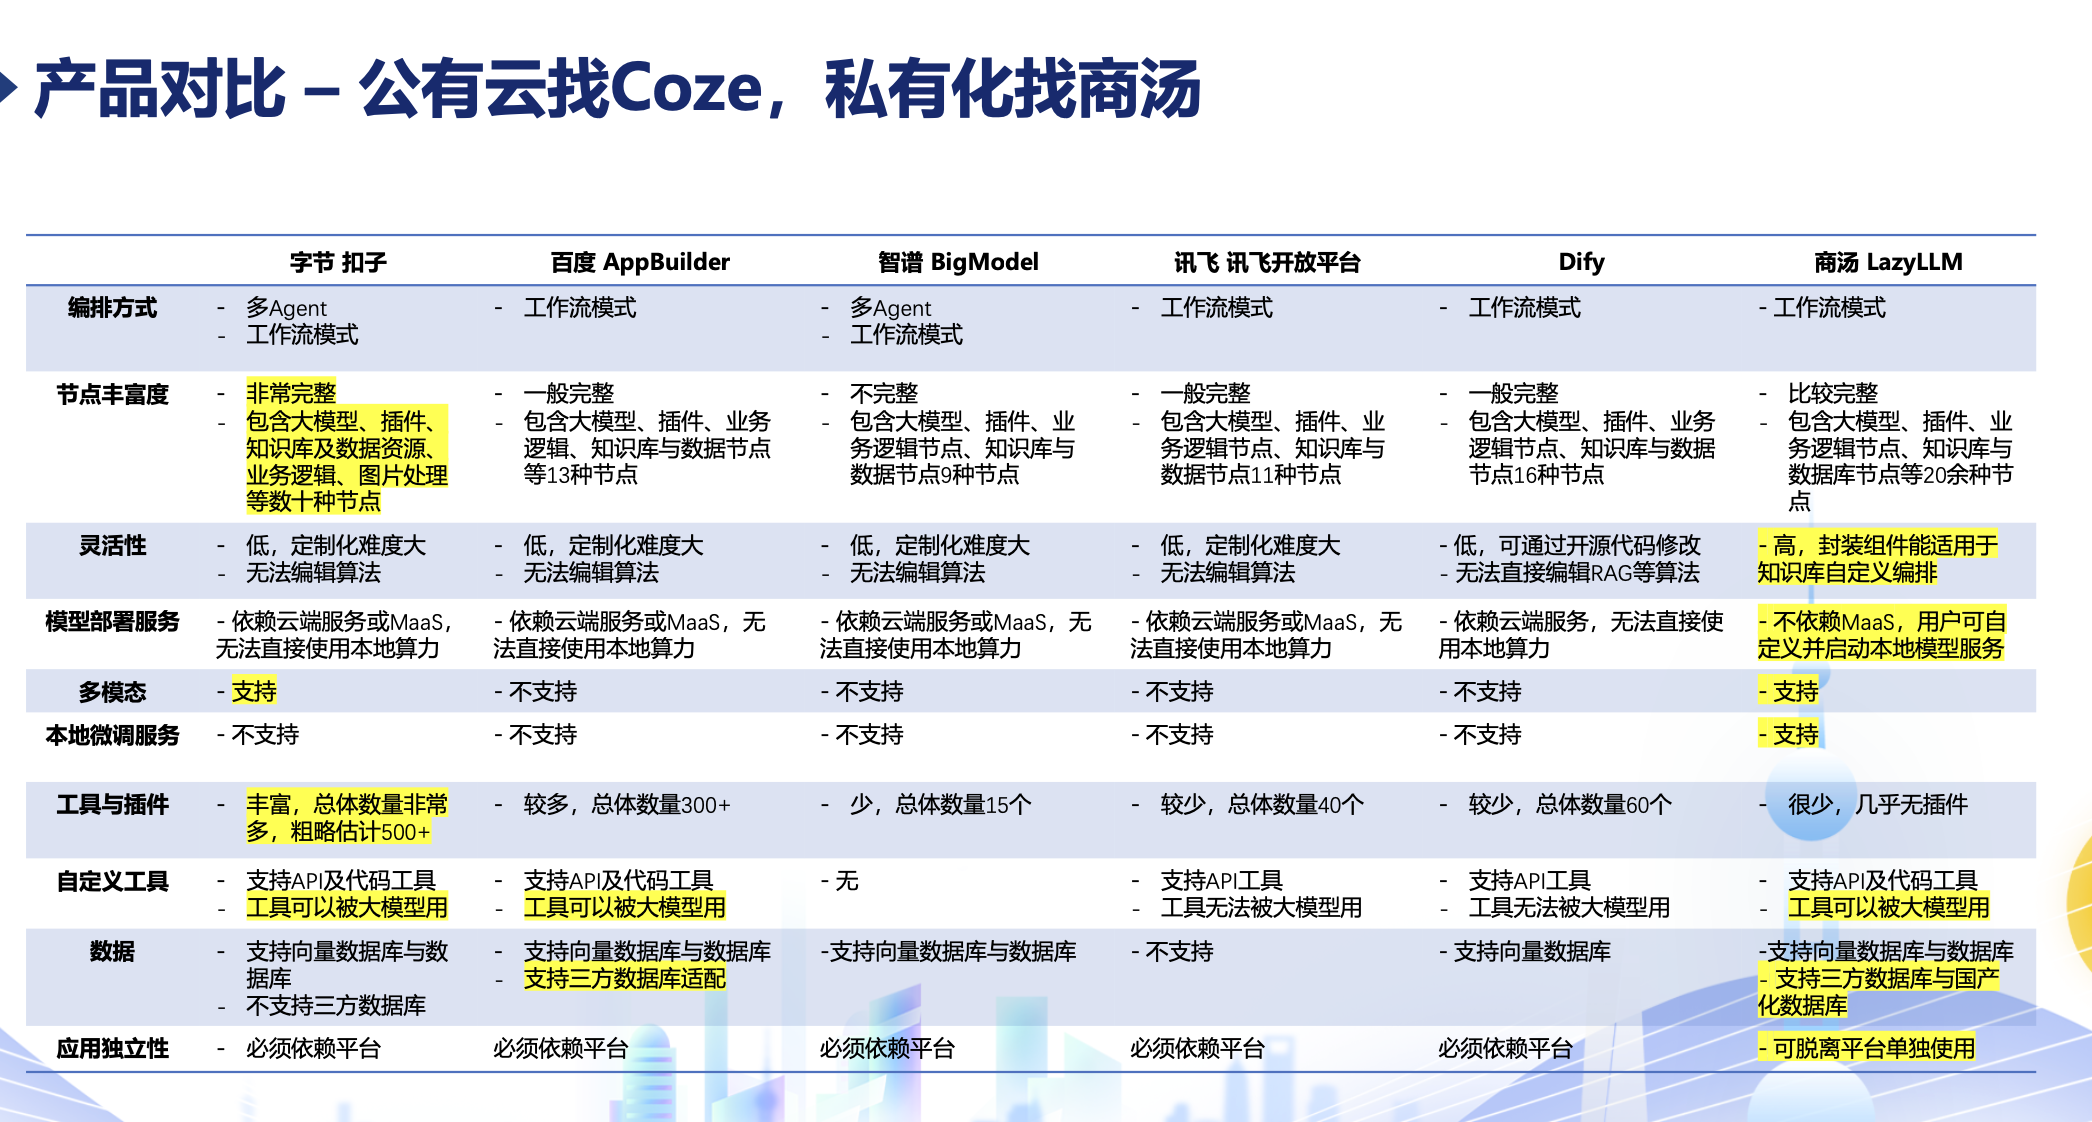 产品对比 – 公有云找Coze，私有化找商汤
字节 扣子
百度 AppBuilder
智谱 BigModel
讯飞 讯飞开放平台
Dify
商汤 LazyLLM
编排方式
- 多Agent
- 工作流模式
- 工作流模式
- 多Agent
- 工作流模式
- 工作流模式
- 工作流模式
- 工作流模式
节点丰富度
- 非常完整
- 包含大模型、插件、
知识库及数据资源、
业务逻辑、图片处理
等数十种节点
- 一般完整
- 包含大模型、插件、业务
逻辑、知识库与数据节点
等13种节点
- 不完整
- 包含大模型、插件、业
务逻辑节点、知识库与
数据节点9种节点
- 一般完整
- 包含大模型、插件、业
务逻辑节点、知识库与
数据节点11种节点
- 一般完整
- 包含大模型、插件、业务
逻辑节点、知识库与数据
节点16种节点
- 比较完整
- 包含大模型、插件、业
务逻辑节点、知识库与
数据库节点等20余种节
点
灵活性
- 低，定制化难度大
- 无法编辑算法
- 低，定制化难度大
- 无法编辑算法
- 低，定制化难度大
- 无法编辑算法
- 低，定制化难度大
- 无法编辑算法
- 低，可通过开源代码修改
- 无法直接编辑RAG等算法
- 高，封装组件能适用于
知识库自定义编排
模型部署服务
- 依赖云端服务或MaaS，
无法直接使用本地算力
- 依赖云端服务或MaaS，无
法直接使用本地算力
- 依赖云端服务或MaaS，无
法直接使用本地算力
- 依赖云端服务或MaaS，无
法直接使用本地算力
- 依赖云端服务，无法直接使
用本地算力
- 不依赖MaaS，用户可自
定义并启动本地模型服务
多模态
- 支持
- 不支持
- 不支持
- 不支持
- 不支持
- 支持
本地微调服务
- 不支持
- 不支持
- 不支持
- 不支持
- 不支持
- 支持
工具与插件
- 丰富，总体数量非常
多，粗略估计500+
- 较多，总体数量300+
- 少，总体数量15个
- 较少，总体数量40个
- 较少，总体数量60个
- 很少，几乎无插件
自定义工具
- 支持API及代码工具
- 工具可以被大模型用
- 支持API及代码工具
- 工具可以被大模型用
- 无
- 支持API工具
- 工具无法被大模型用
- 支持API工具
- 工具无法被大模型用
- 支持API及代码工具
- 工具可以被大模型用
数据
- 支持向量数据库与数
据库
- 不支持三方数据库
- 支持向量数据库与数据库
- 支持三方数据库适配
-支持向量数据库与数据库
- 不支持
- 支持向量数据库
-支持向量数据库与数据库
- 支持三方数据库与国产
化数据库
应用独立性
- 必须依赖平台
必须依赖平台
必须依赖平台
必须依赖平台
必须依赖平台
- 可脱离平台单独使用